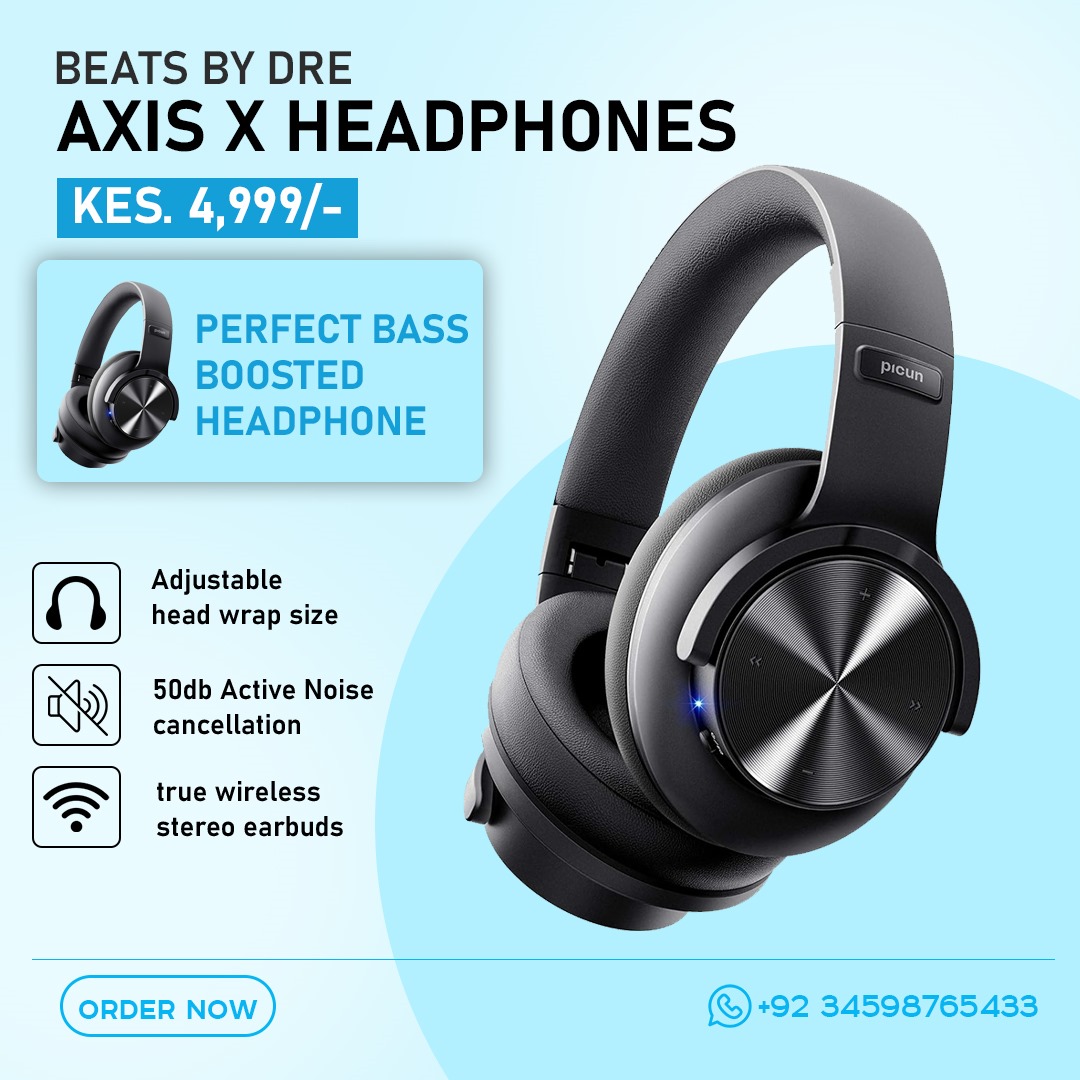 BEATS BY DRE
AXIS X HEADPHONES
KES. 4,999/-
picun
PERFECT BASS
BOOSTED
HEADPHONE
picun
Adjustable
head wrap size
50db Active Noise
cancellation
true wireless
stereo earbuds
ORDER NOW
+92 34598765433